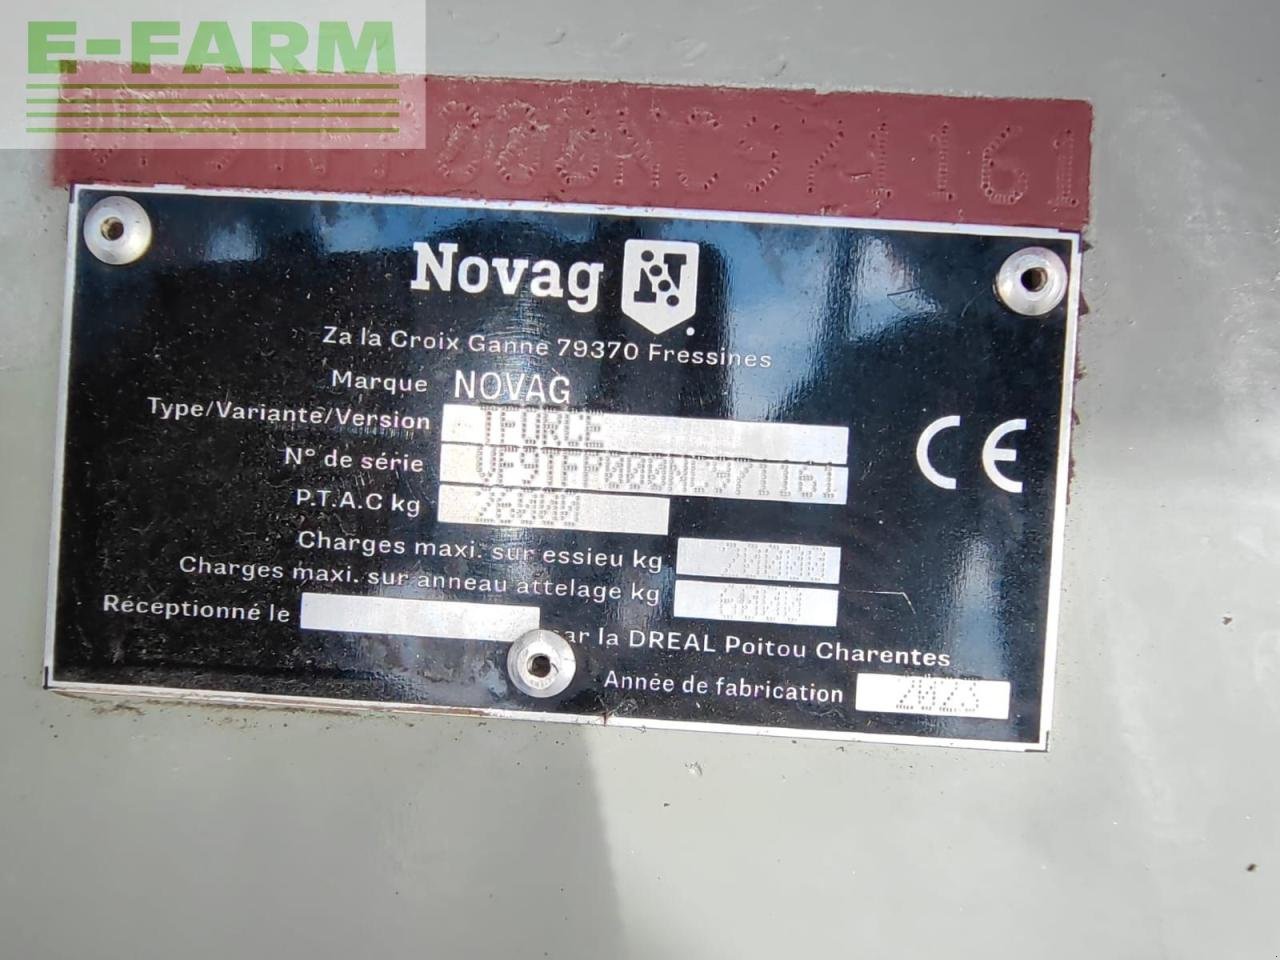 E-FARM
Novag
Za la Croix Ganne 79370 Fressines
Marque NOVAG
Type/Variante/Version TFORCE
N° de série
P.T.A.C kg
Charges maxi. sur essieu kg 20000
Charges maxi. sur anneau attelage kg
Réceptionné le par la DREAL Poitou Charentes
Année de fabrication 2023
CE